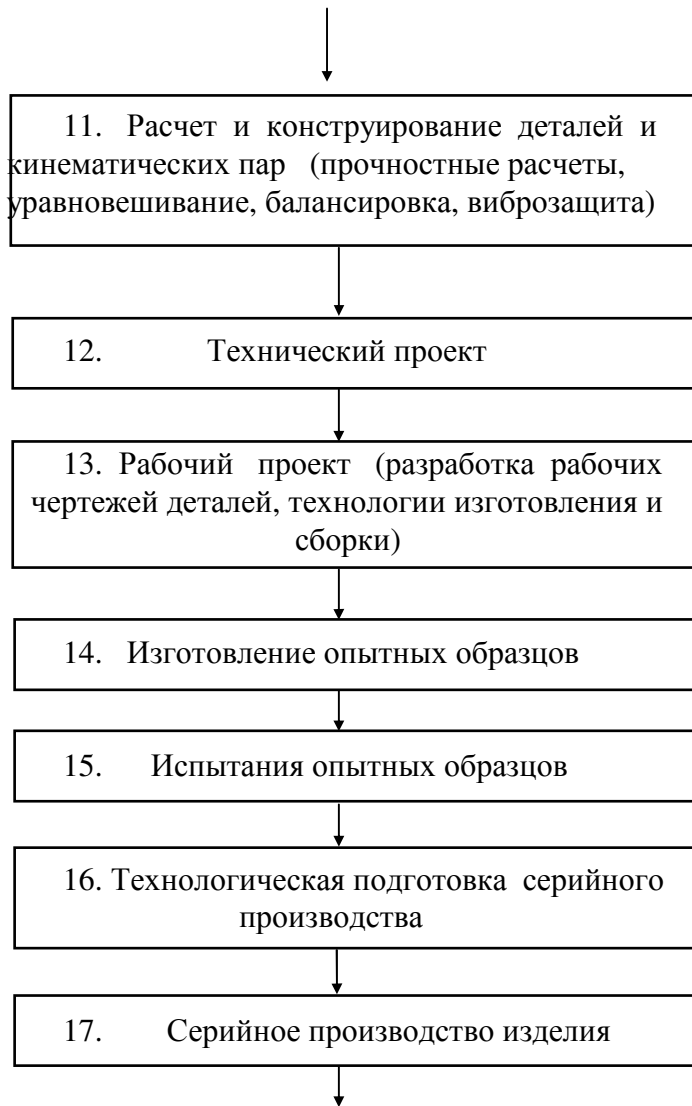 11. Расчет и конструирование деталей и
кинематических пар (прочностные расчеты,
уравновешивание, балансировка, виброзащита)
12. Технический проект
13. Рабочий проект (разработка рабочих
чертежей деталей, технологии изготовления и
сборки)
14. Изготовление опытных образцов
15. Испытания опытных образцов
16. Технологическая подготовка серийного
производства
17. Серийное производство изделия